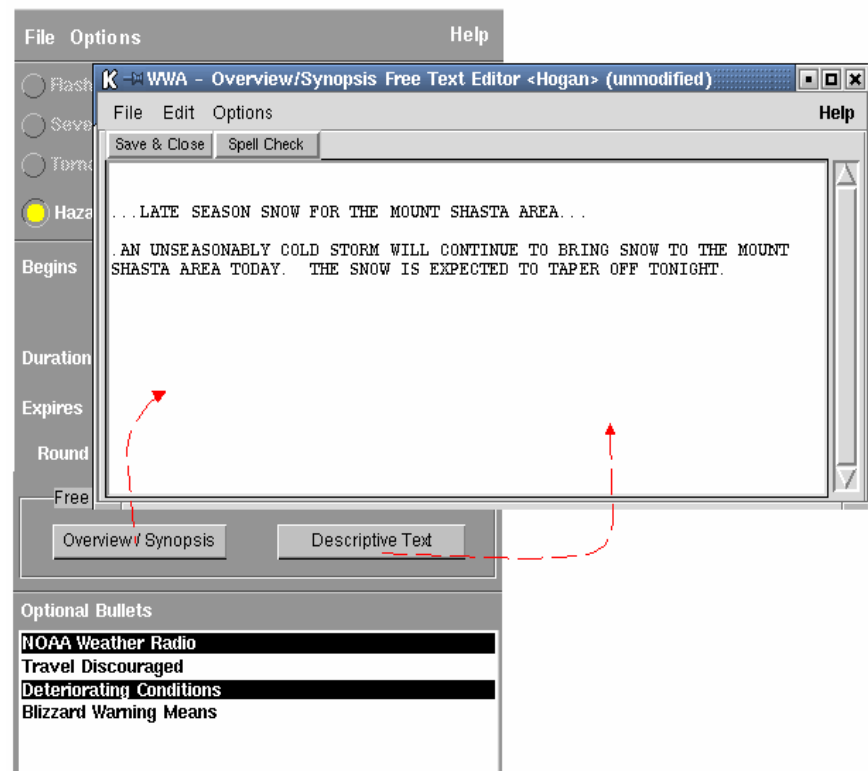 File Options Help
WWA - Overview/Synopsis Free Text Editor <Hogan> (unmodified)
File Edit Options Help
Save & Close Spell Check
...LATE SEASON SNOW FOR THE MOUNT SHASTA AREA...
.AN UNSEASONABLY COLD STORM WILL CONTINUE TO BRING SNOW TO THE MOUNT
SHASTA AREA TODAY. THE SNOW IS EXPECTED TO TAPER OFF TONIGHT.
Flash
Seve
Torna
Haza
Begins
Duration
Expires
Round
Free
Overview / Synopsis Descriptive Text
Optional Bullets
NOAA Weather Radio
Travel Discouraged
Deteriorating Conditions
Blizzard Warning Means